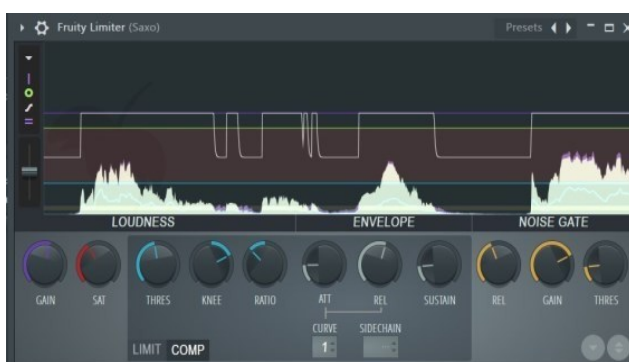 Fruity Limiter (Saxo) Presets
LOUDNESS ENVELOPE NOISE GATE
GAIN SAT THRES KNEE RATIO ATT REL SUSTAIN REL GAIN THRES
CURVE SIDECHAIN
1
LIMIT COMP